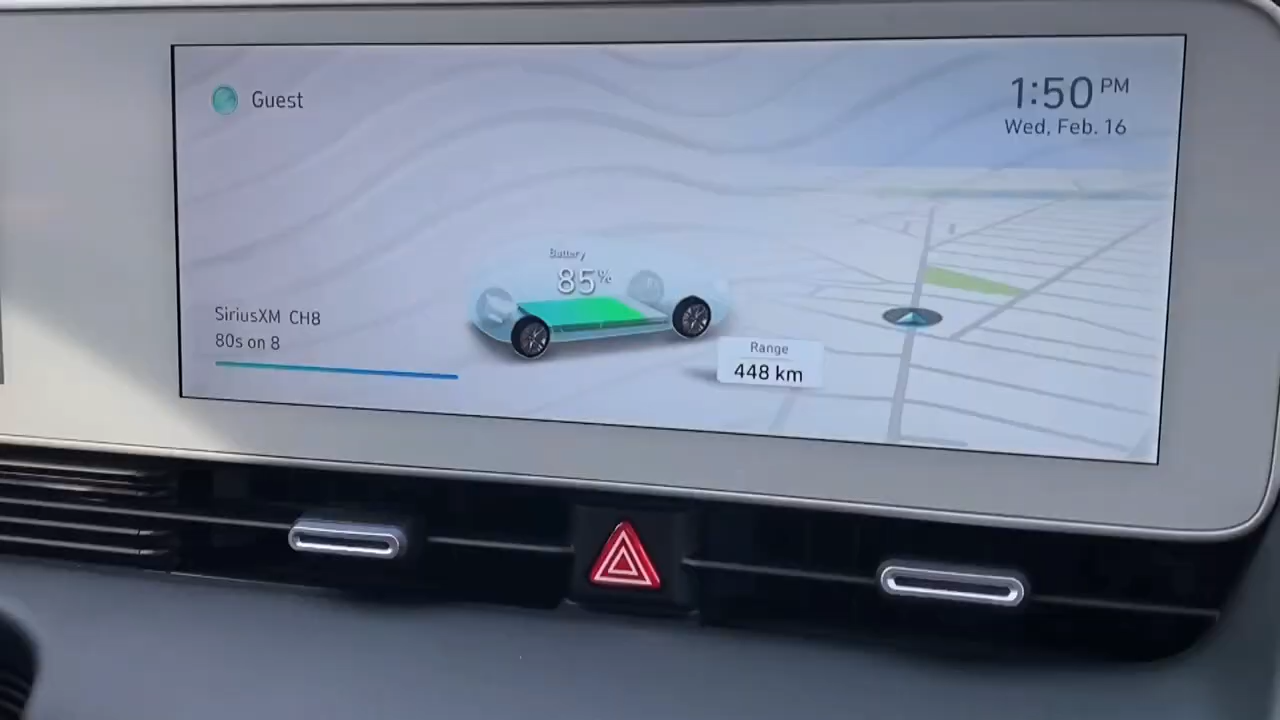 Guest
1:50 PM
Wed, Feb. 16
Battery
85%
SiriusXM CH8
80s on 8
Range
448 km